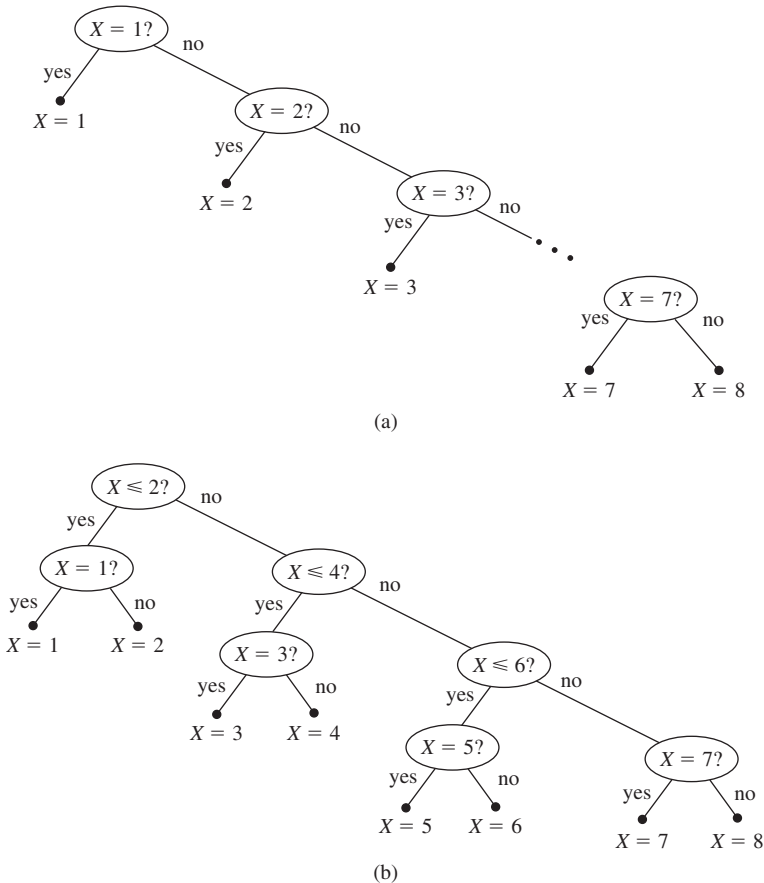 X = 1?
no
yes
X = 1
X = 2?
no
yes
X = 2
X = 3?
no
yes
X = 3
X = 7?
yes
no
X = 7
X = 8
(a)
X ⩽ 2?
no
yes
X = 1?
X ⩽ 4?
no
yes
no
yes
X = 1
X = 2
X = 3?
X ⩽ 6?
no
yes
no
yes
X = 3
X = 4
X = 5?
X = 7?
yes
no
yes
no
X = 5
X = 6
X = 7
X = 8
(b)